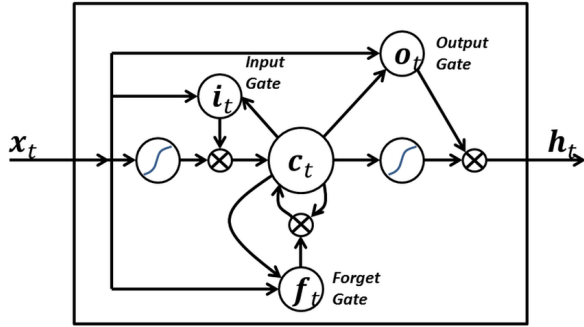 Input
Gate
Output
Gate
o_t
i_t
x_t
c_t
h_t
f_t
Forget
Gate